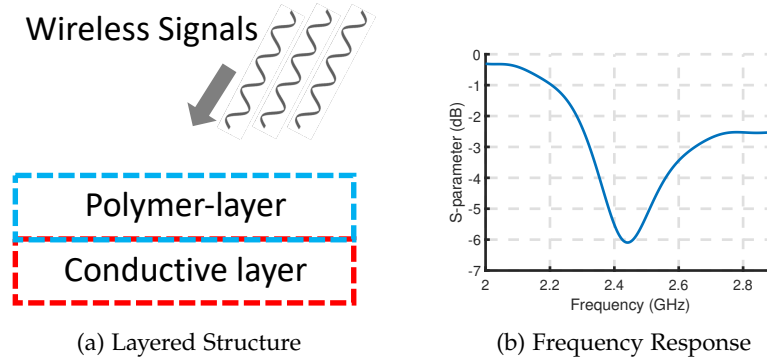 Wireless Signals
Polymer-layer
Conductive layer
(a) Layered Structure
0
-1
-2
-3
-4
-5
-6
-7
S-parameter (dB)
2
2.2
2.4
2.6
2.8
Frequency (GHz)
(b) Frequency Response